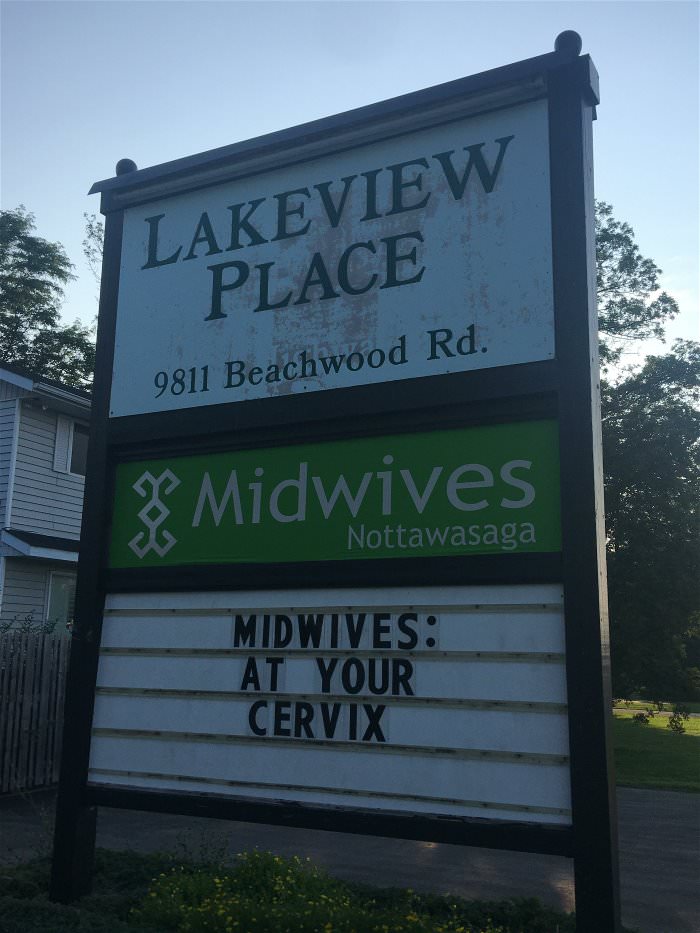 LAKEVIEW
PLACE
9811 Beachwood Rd.
Midwives
Nottawasaga
MIDWIVES:
AT YOUR
CERVIX